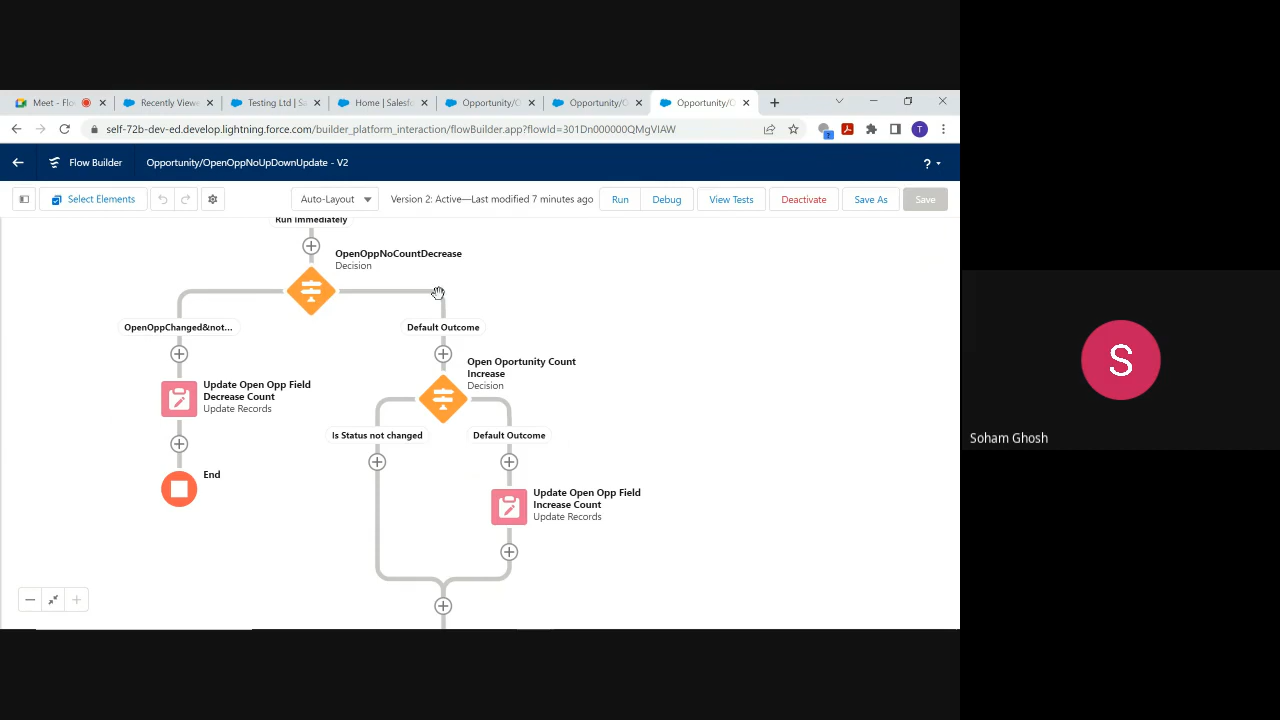 Meet - Flo
Recently Viewe
Testing Ltd | S
Home | Salesf
Opportunity/O
Opportunity/O
Opportunity/O
self-72b-dev-ed.develop.lightning.force.com/builder_platform_interaction/flowBuilder.app?flowId=301Dn000000QMgVIAW
T
Flow Builder
Opportunity/OpenOppNoUpDownUpdate - V2
?
Select Elements
Auto-Layout
Version 2: Active—Last modified 7 minutes ago
Run
Debug
View Tests
Deactivate
Save As
Save
Run Immediately
OpenOppNoCountDecrease
Decision
OpenOppChanged&not...
Default Outcome
Open Oportunity Count
Increase
Decision
Update Open Opp Field
Decrease Count
Update Records
Is Status not changed
Default Outcome
End
Update Open Opp Field
Increase Count
Update Records
S
Soham Ghosh